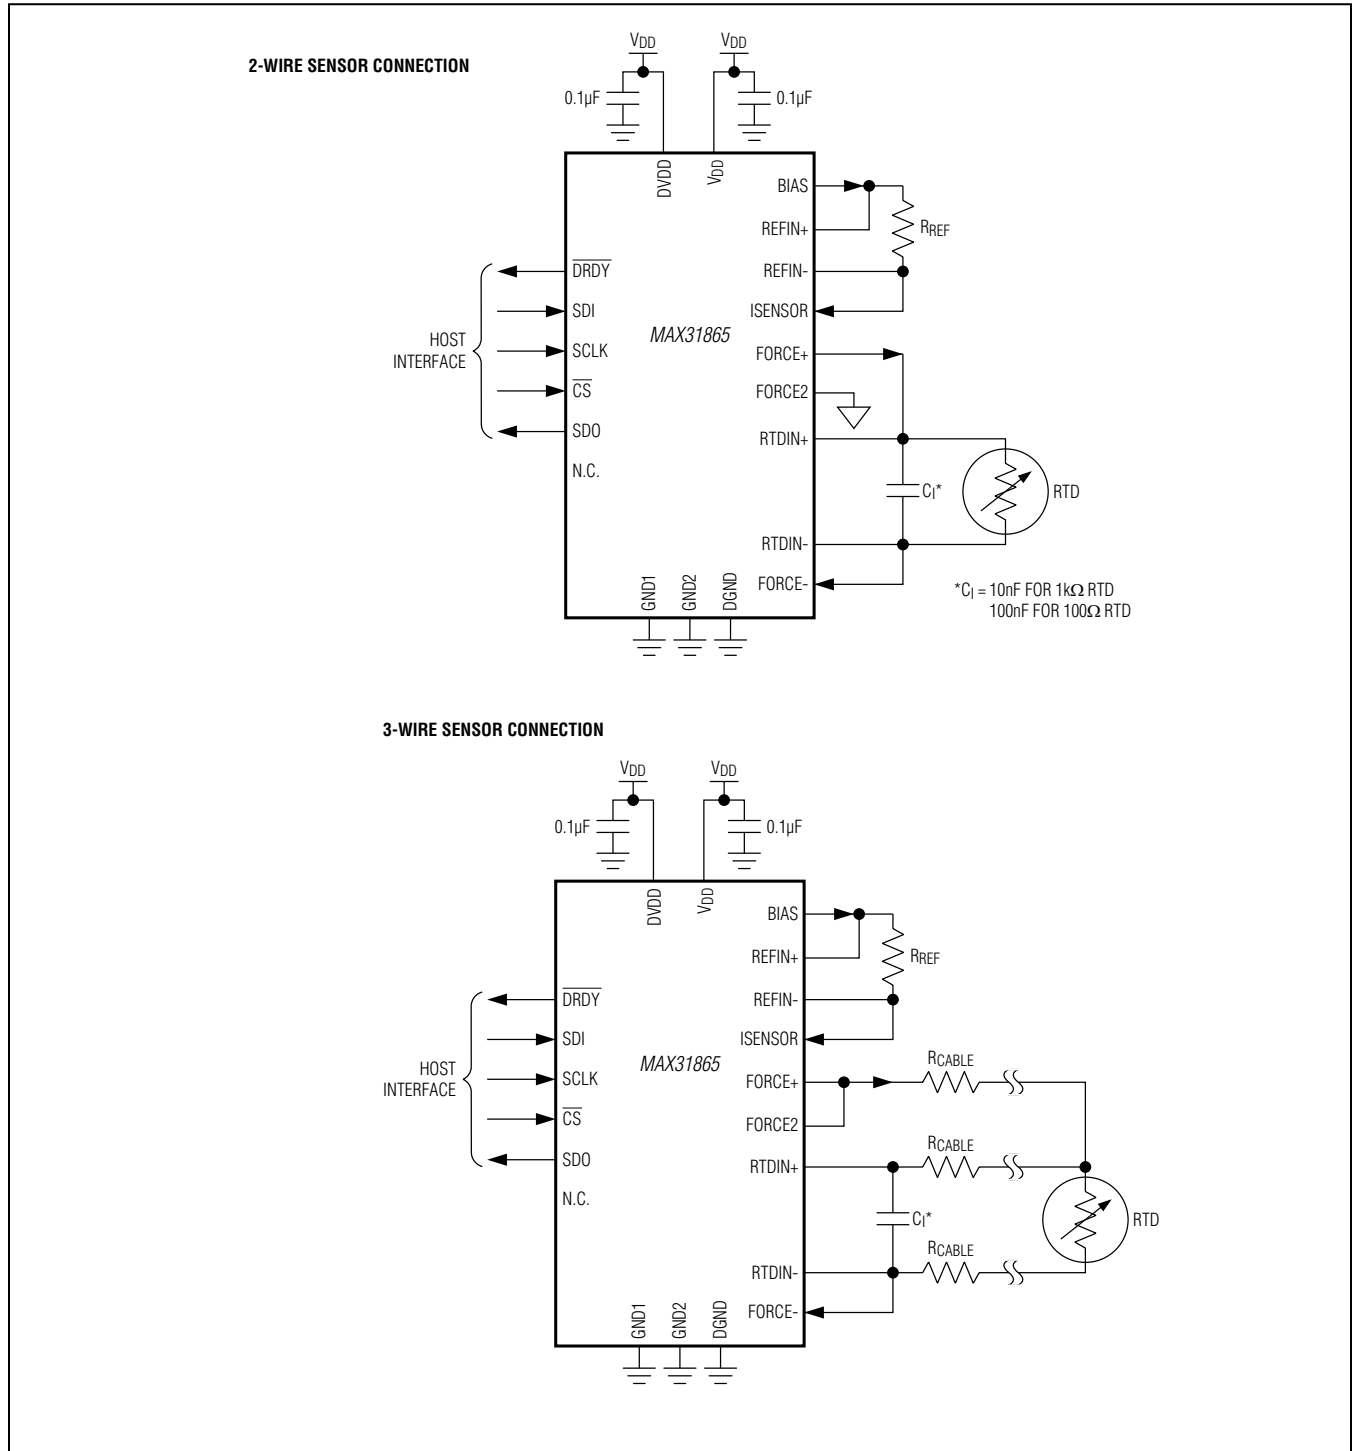 2-WIRE SENSOR CONNECTION
VDD
VDD
0.1µF
0.1µF
DVDD
VDD
BIAS
REFIN+
RREF
DRDY
REFIN-
SDI
ISENSOR
HOST
INTERFACE
MAX31865
SCLK
FORCE+
CS
FORCE2
SDO
RTDIN+
N.C.
CI*
RTD
RTDIN-
GND1
GND2
DGND
FORCE-
*CI = 10nF FOR 1kΩ RTD
100nF FOR 100Ω RTD
3-WIRE SENSOR CONNECTION
VDD
VDD
0.1µF
0.1µF
DVDD
VDD
BIAS
REFIN+
RREF
DRDY
REFIN-
SDI
ISENSOR
HOST
INTERFACE
MAX31865
RCABLE
SCLK
FORCE+
CS
FORCE2
RCABLE
SDO
RTDIN+
N.C.
CI*
RTD
RCABLE
RTDIN-
GND1
GND2
DGND
FORCE-